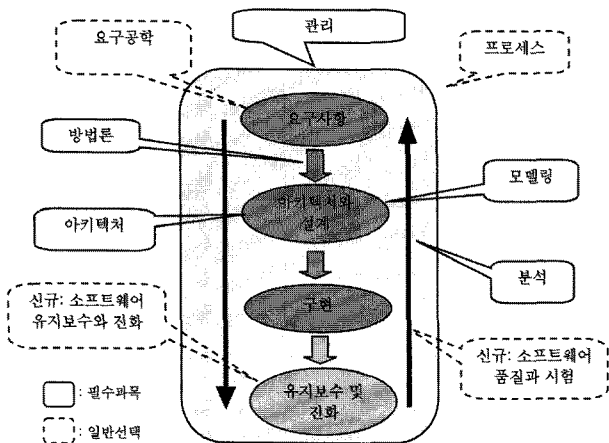 요구공학
관리
프로세스
요구사항
방법론
모델링
아키텍처와
설계
아키텍처
분석
신규: 소프트웨어
유지보수와 진화
구현
신규: 소프트웨어
품질과 시험
유지보수 및
진화
: 필수과목
: 일반선택